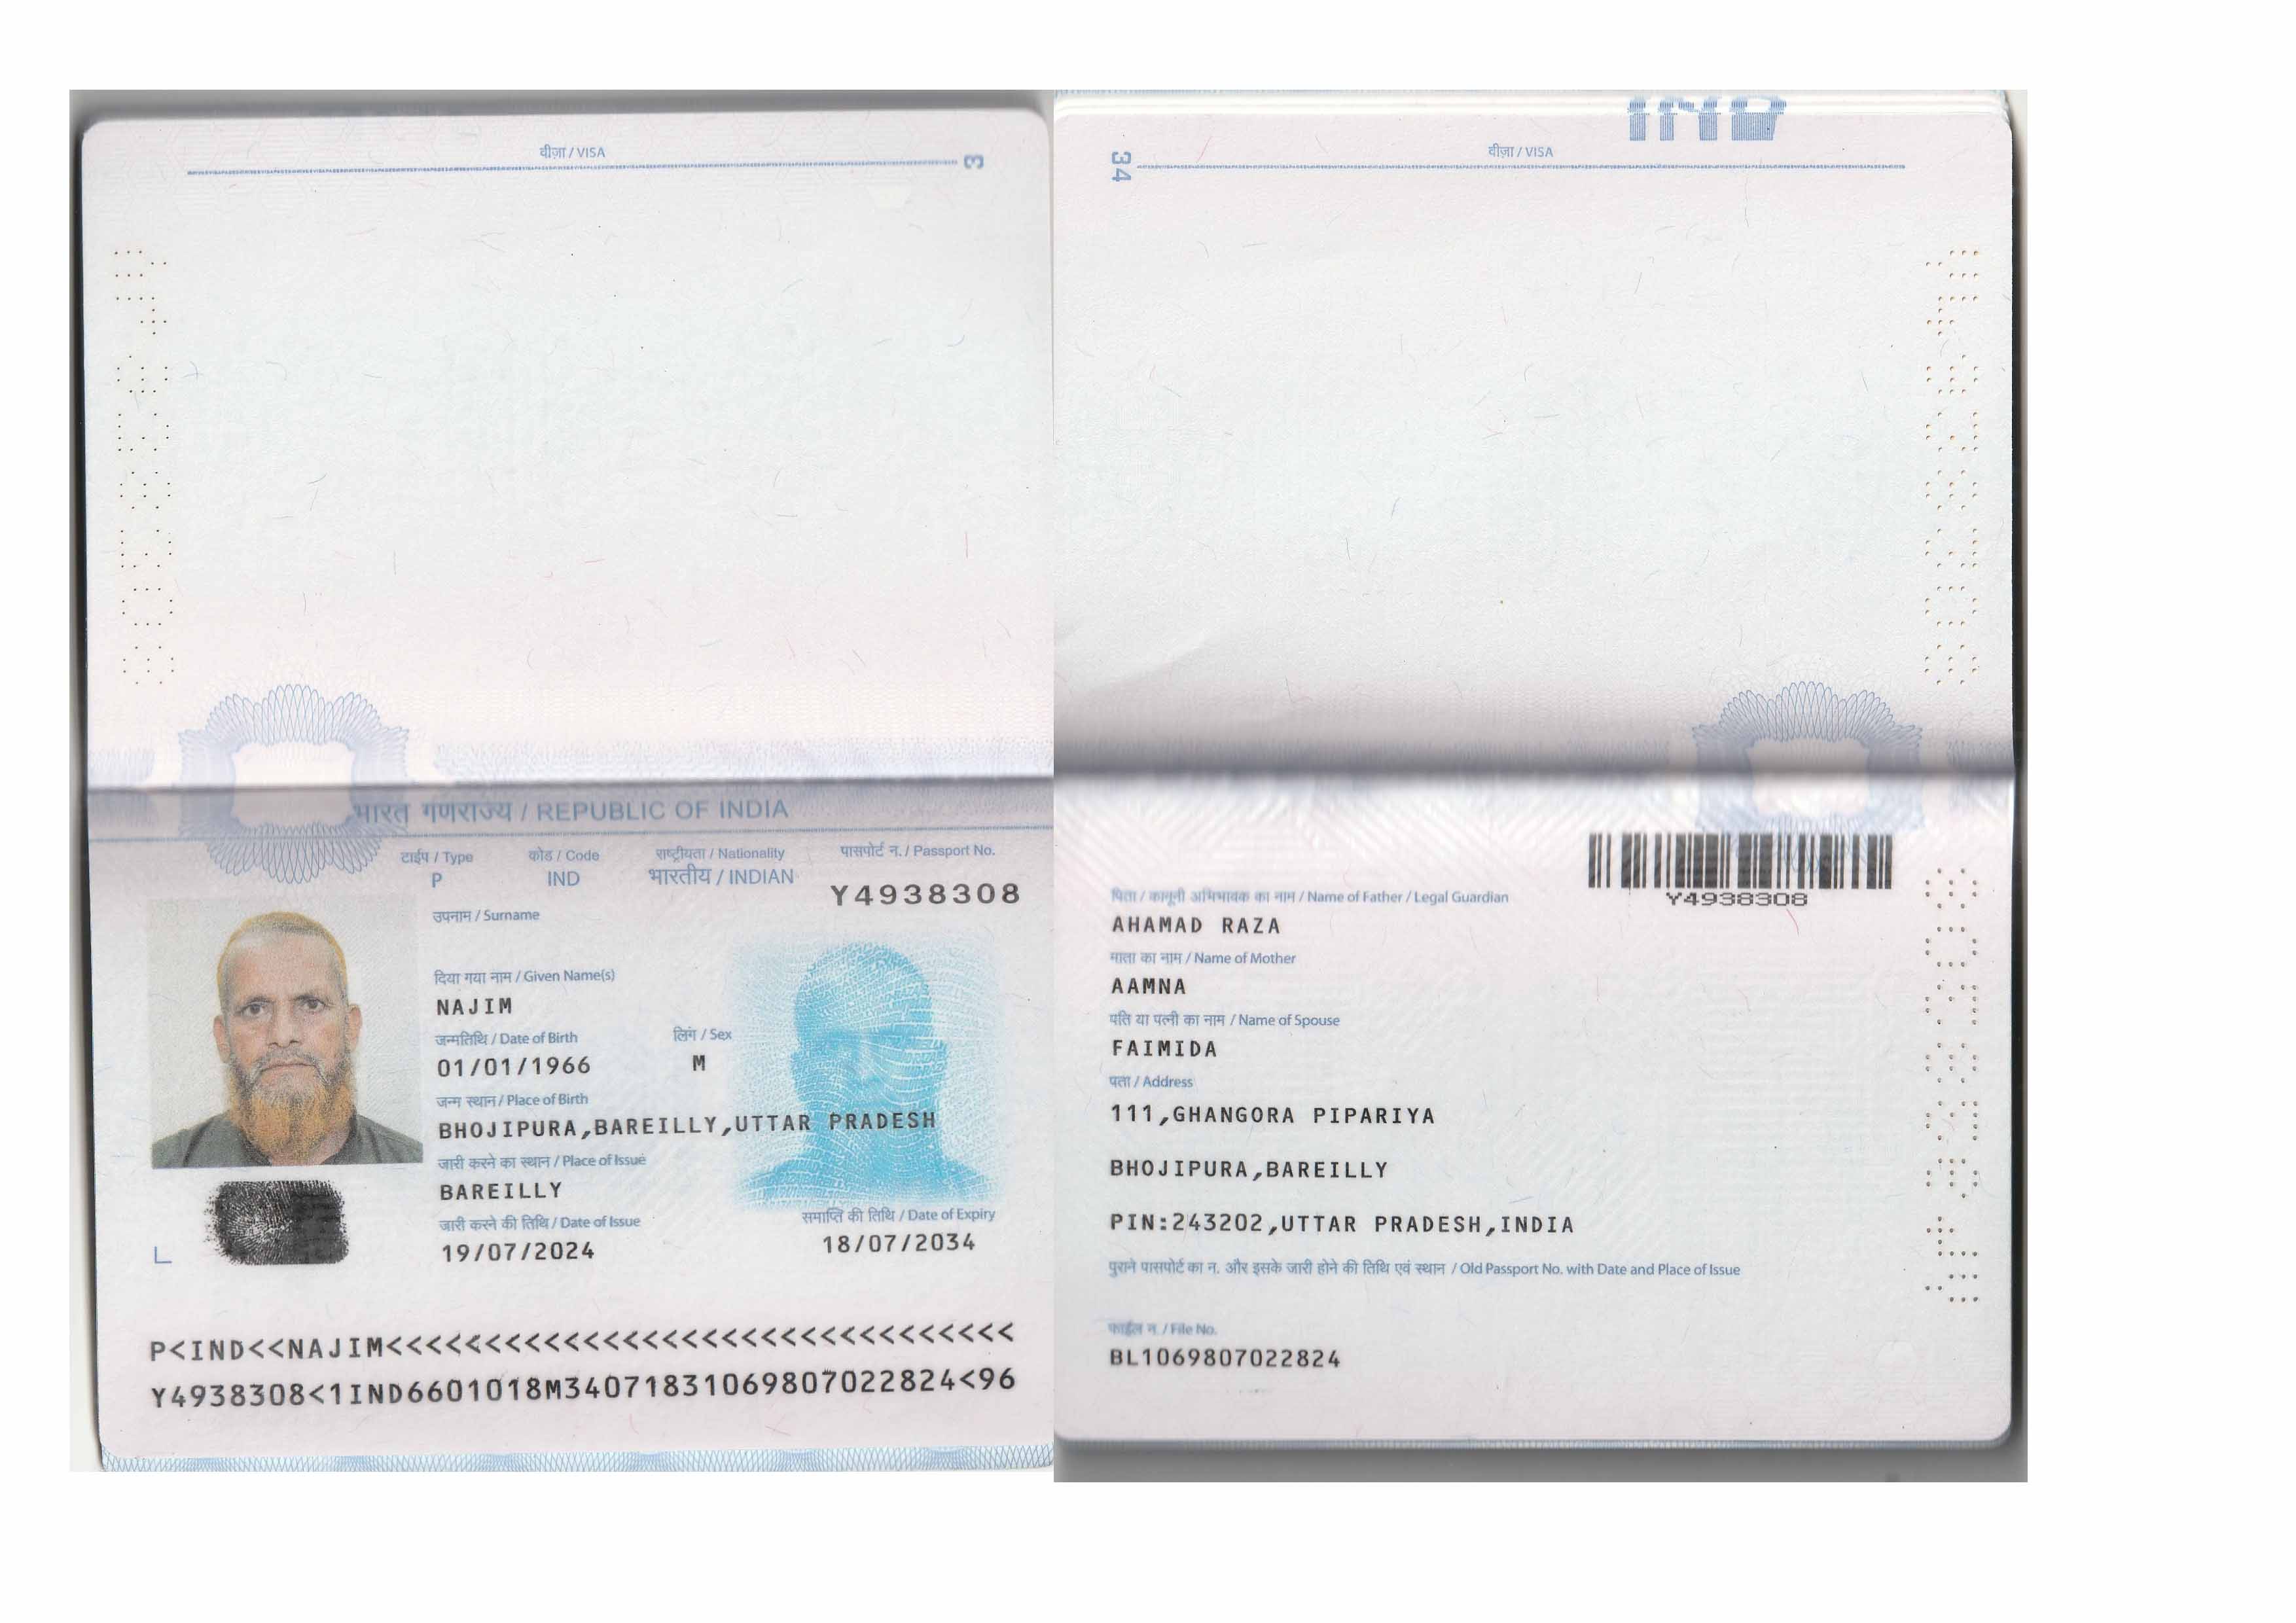 वीज़ा / VISA
3
भारत गणराज्य / REPUBLIC OF INDIA
टाईप / Type
कोड / Code
राष्ट्रीयता / Nationality
पासपोर्ट न. / Passport No.
P
IND
भारतीय / INDIAN
Y4938308
उपनाम / Surname
दिया गया नाम / Given Name(s)
NAJIM
जन्मतिथि / Date of Birth
लिंग / Sex
01/01/1966
M
जन्म स्थान / Place of Birth
BHOJIPURA,BAREILLY,UTTAR PRADESH
जारी करने का स्थान / Place of Issue
BAREILLY
जारी करने की तिथि / Date of Issue
समाप्ति की तिथि / Date of Expiry
19/07/2024
18/07/2034
L
P<IND<<NAJIM<<<<<<<<<<<<<<<<<<<<<<<<<<<<<<<<
Y4938308<1IND6601018M34071831069807022824<96
IND
34
वीज़ा / VISA
Y4938308
पिता / कानूनी अभिभावक का नाम / Name of Father / Legal Guardian
AHAMAD RAZA
माता का नाम / Name of Mother
AAMNA
पति या पत्नी का नाम / Name of Spouse
FAIMIDA
पता / Address
111,GHANGORA PIPARIYA
BHOJIPURA,BAREILLY
PIN:243202,UTTAR PRADESH,INDIA
पुराने पासपोर्ट का न. और इसके जारी होने की तिथि एवं स्थान / Old Passport No. with Date and Place of Issue
फाईल न. / File No.
BL1069807022824
Y4938308
Y4938308
Y4938308